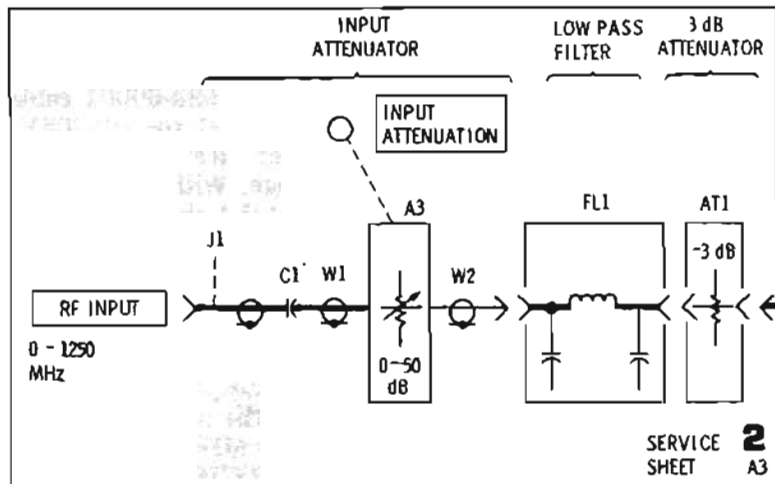 INPUT
ATTENUATOR
LOW PASS
FILTER
3 dB
ATTENUATOR
INPUT
ATTENUATION
J1
C1
W1
A3
W2
FL1
AT1
-3 dB
RF INPUT
0 - 1250
MHz
0-50
dB
SERVICE 2
SHEET A3